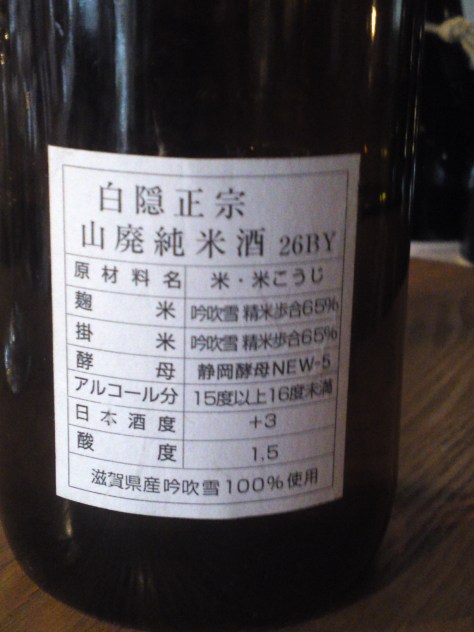 白隠正宗
山廃純米酒 26BY
原材料名 米・米こうじ
麹米 吟吹雪 精米歩合65%
掛米 吟吹雪 精米歩合65%
酵母 静岡酵母NEW-5
アルコール分 15度以上16度未満
日本酒度 +3
酸度 1.5
滋賀県産吟吹雪100%使用